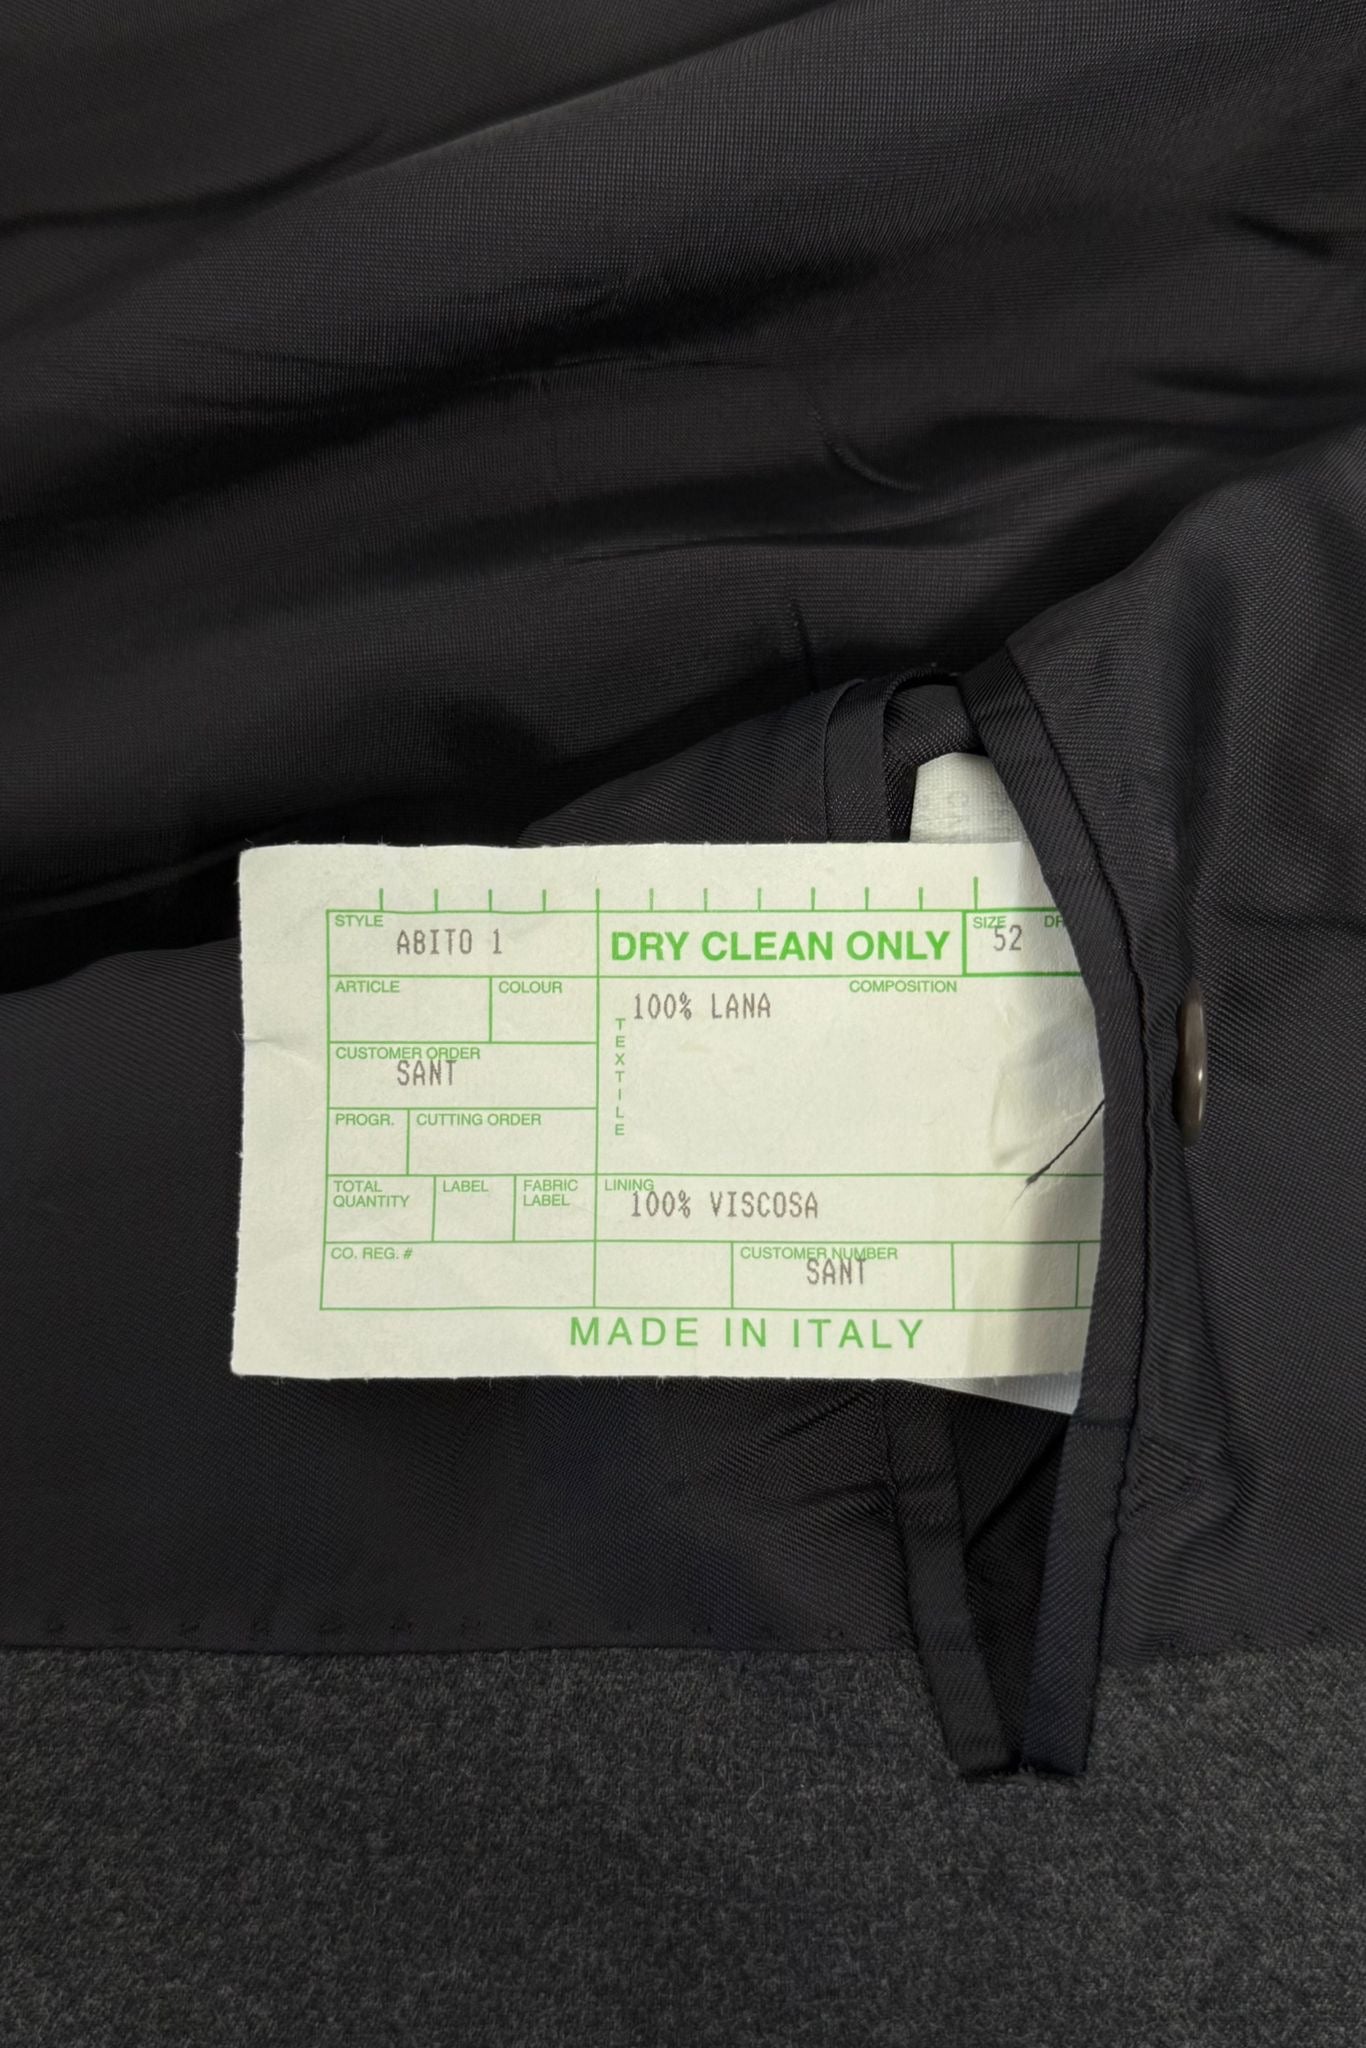 STYLE
ABITO 1
DRY CLEAN ONLY
SIZE
52
ARTICLE
COLOUR
COMPOSITION
TEXTILE
100% LANA
CUSTOMER ORDER
SANT
PROGR.
CUTTING ORDER
TOTAL
QUANTITY
LABEL
FABRIC
LABEL
LINING
100% VISCOSA
CO. REG. #
CUSTOMER NUMBER
SANT
MADE IN ITALY